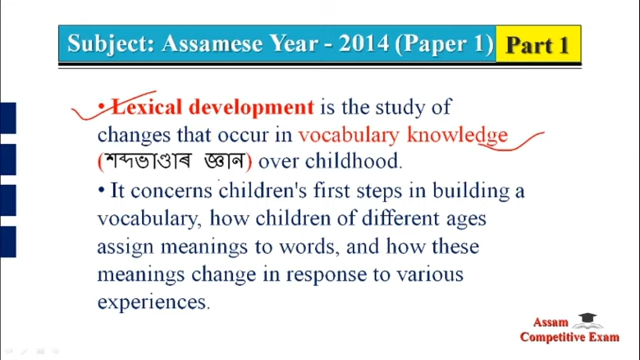 Subject: Assamese Year - 2014 (Paper 1) Part 1
• Lexical development is the study of
changes that occur in vocabulary knowledge
(শব্দভাণ্ডাৰ জ্ঞান) over childhood.
• It concerns children's first steps in building a
vocabulary, how children of different ages
assign meanings to words, and how these
meanings change in response to various
experiences.
Assam
Competitive Exam